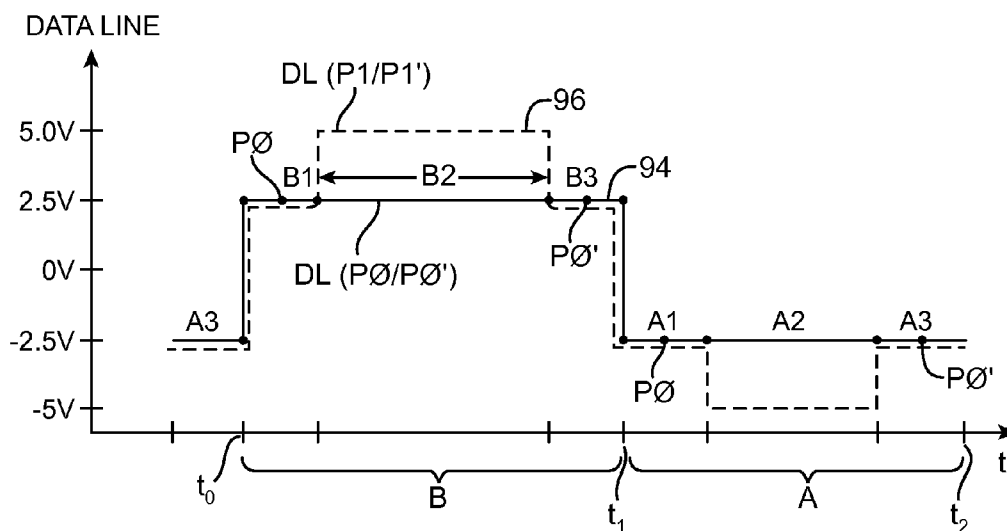 DATA LINE
DL (P1/P1')
96
5.0V
PØ
B1
B2
B3
94
2.5V
PØ'
DL (PØ/PØ')
0V
A3
A1
A2
A3
-2.5V
PØ
PØ'
-5V
t
t₀
B
t₁
A
t₂